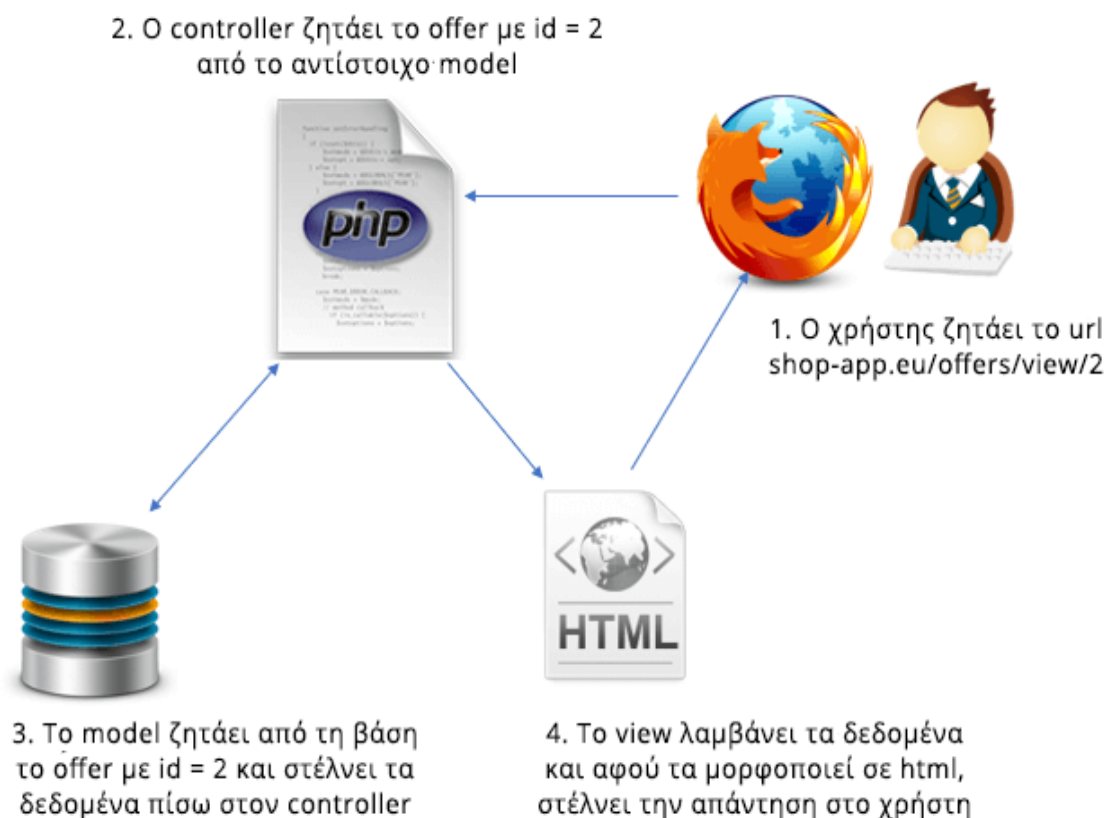 2. Ο controller ζητάει το offer με id = 2
από το αντίστοιχο model
php
1. Ο χρήστης ζητάει το url
shop-app.eu/offers/view/2
HTML
3. Το model ζητάει από τη βάση
το offer με id = 2 και στέλνει τα
δεδομένα πίσω στον controller
4. Το view λαμβάνει τα δεδομένα
και αφού τα μορφοποιεί σε html,
στέλνει την απάντηση στο χρήστη